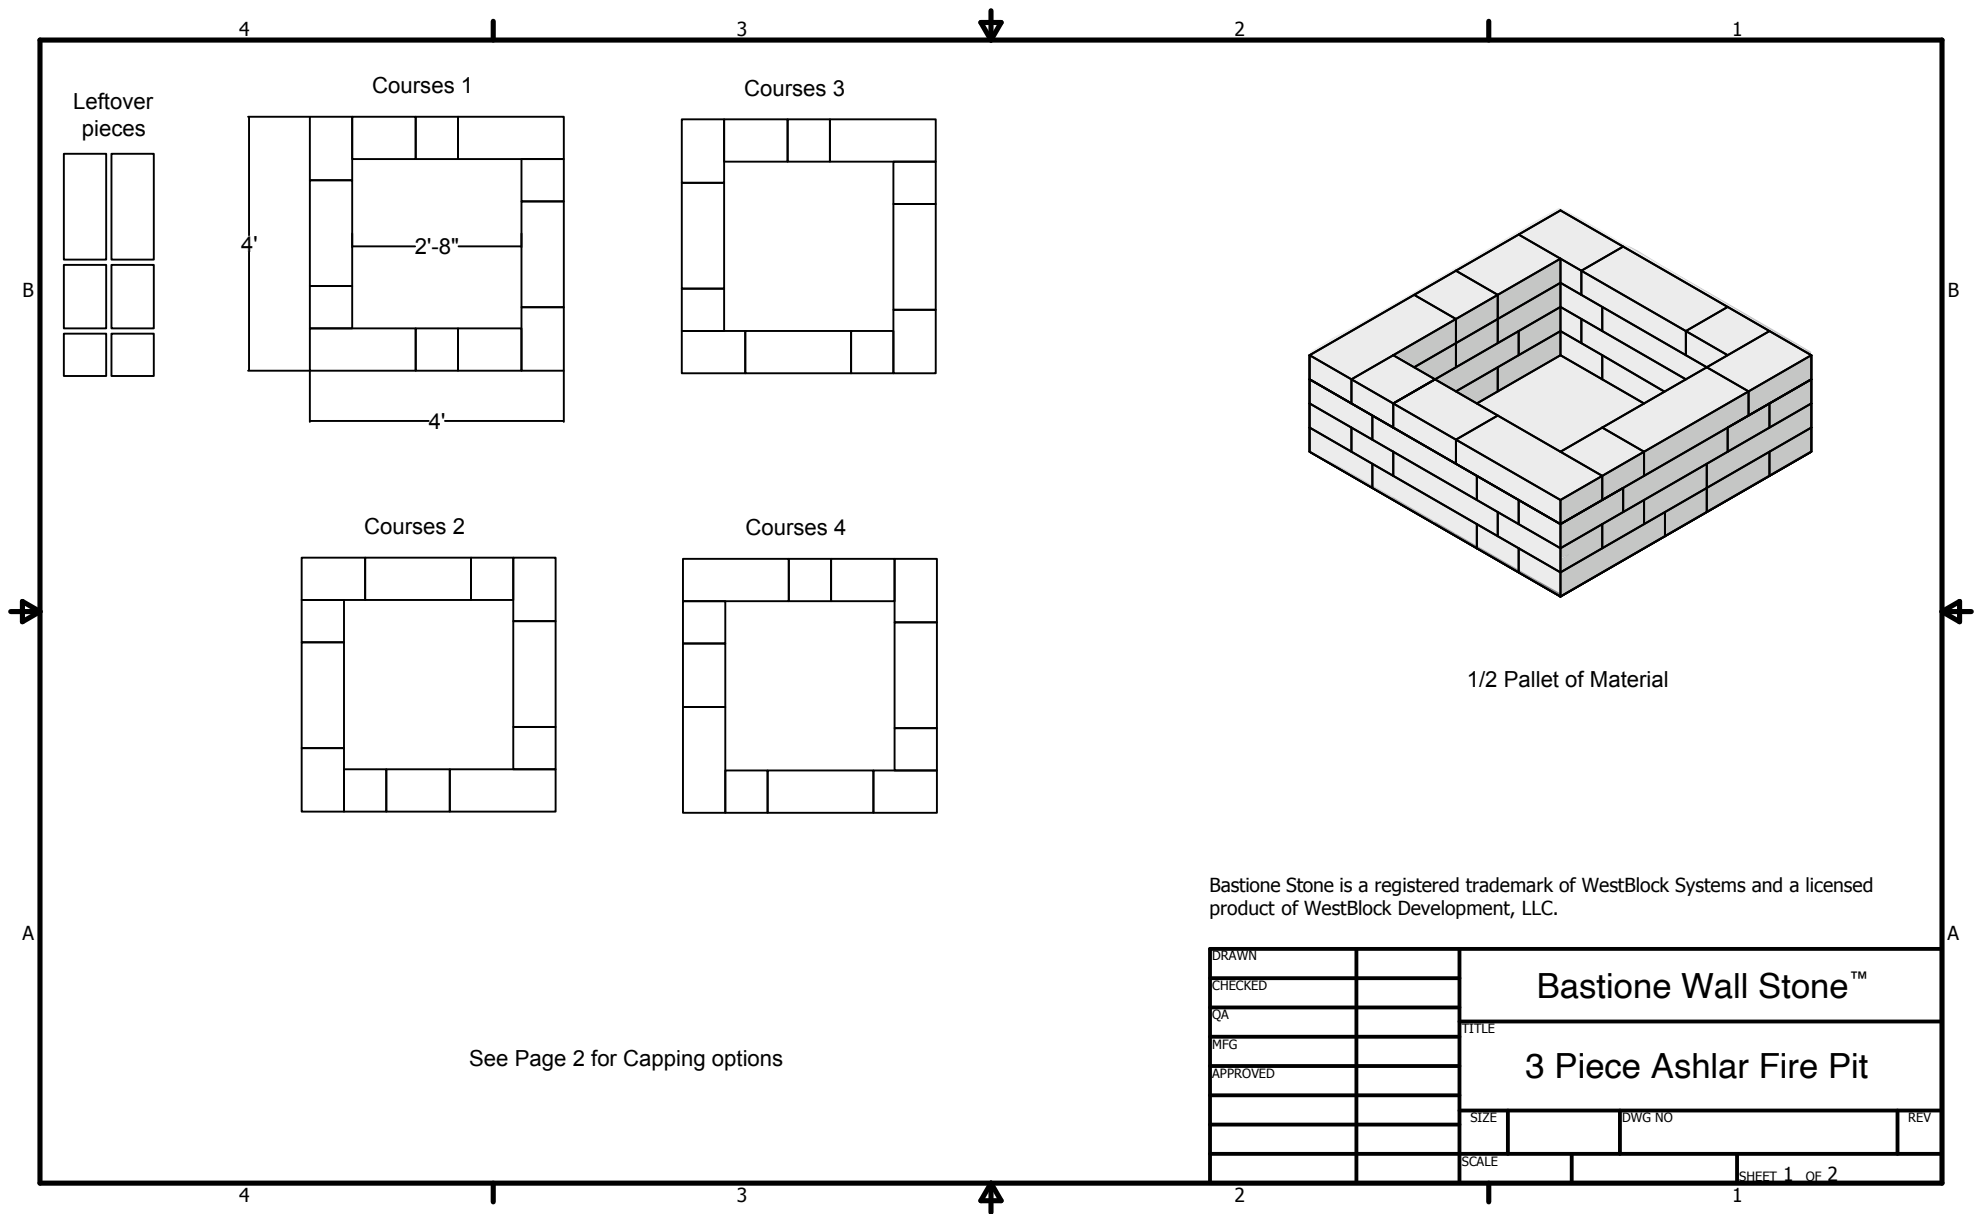 4 3 2 1
Courses 1
Courses 3
Leftover
pieces
4'
2'-8"
B
B
4'
Courses 2
Courses 4
1/2 Pallet of Material
Bastione Stone is a registered trademark of WestBlock Systems and a licensed
product of WestBlock Development, LLC.
A
A
DRAWN
CHECKED
QA
MFG
APPROVED
Bastione Wall Stone™
TITLE
3 Piece Ashlar Fire Pit
See Page 2 for Capping options
SIZE
DWG NO
REV
SCALE
SHEET 1 OF 2
4 3 2 1